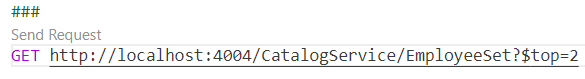 ###
Send Request
GET http://localhost:4004/CatalogService/EmployeeSet?$top=2